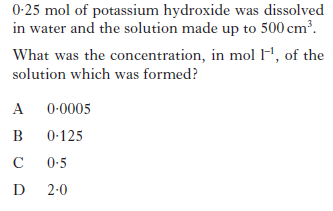 0·25 mol of potassium hydroxide was dissolved
in water and the solution made up to 500 cm³.
What was the concentration, in mol l⁻¹, of the
solution which was formed?
A 0·0005
B 0·125
C 0·5
D 2·0